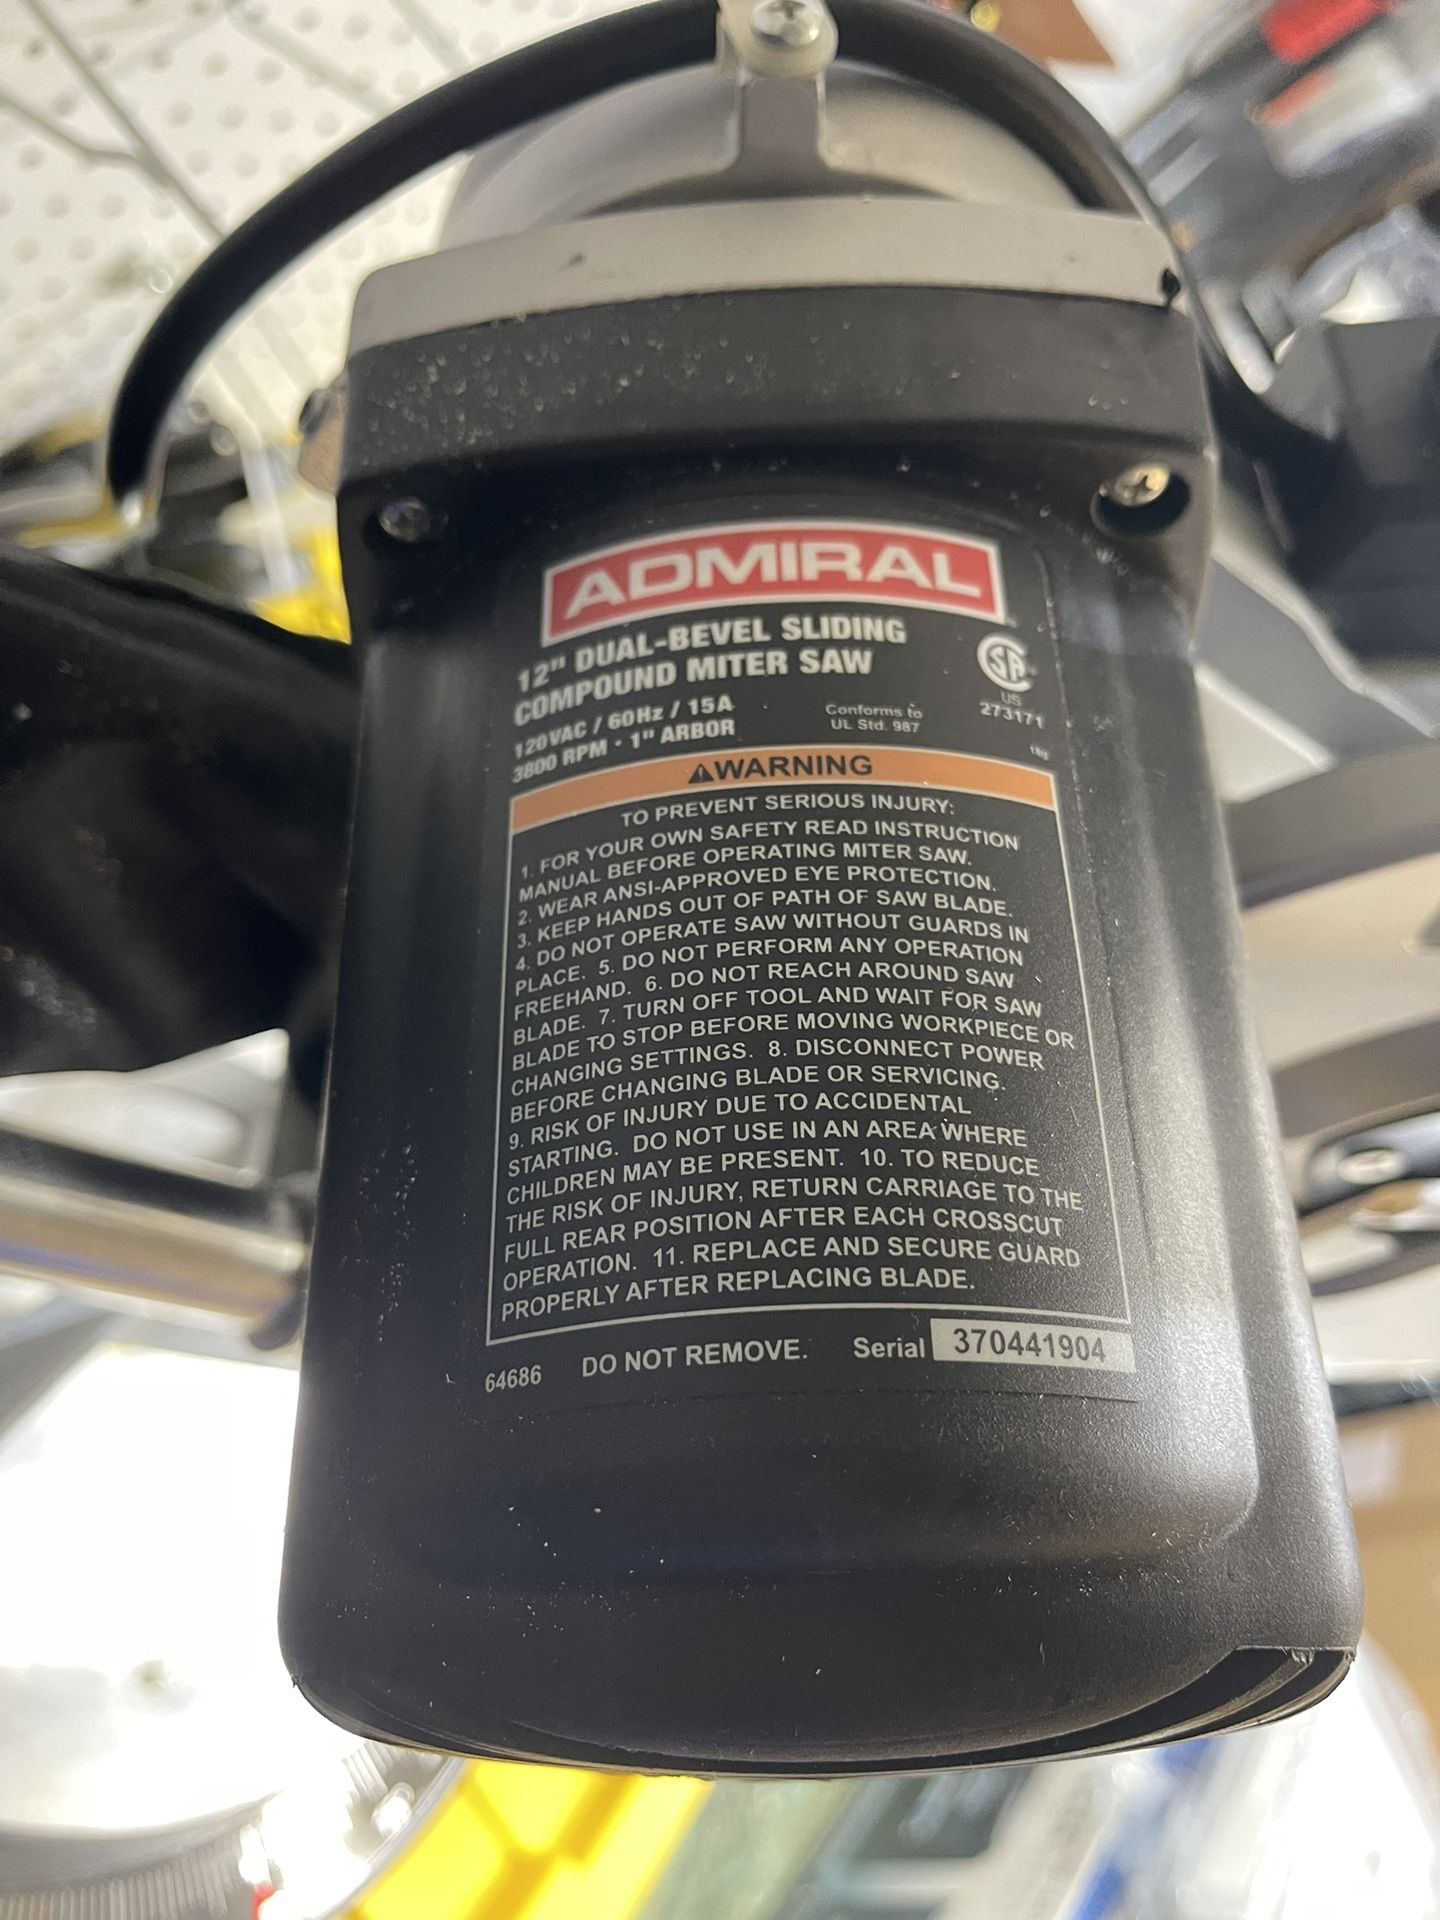 ADMIRAL
12" DUAL-BEVEL SLIDING
COMPOUND MITER SAW
120VAC / 60Hz / 15A
3800 RPM · 1" ARBOR
Conforms to
UL Std. 987
SA
US
273171
18g
⚠WARNING
TO PREVENT SERIOUS INJURY:
1. FOR YOUR OWN SAFETY READ INSTRUCTION
MANUAL BEFORE OPERATING MITER SAW.
2. WEAR ANSI-APPROVED EYE PROTECTION.
3. KEEP HANDS OUT OF PATH OF SAW BLADE.
4. DO NOT OPERATE SAW WITHOUT GUARDS IN
PLACE. 5. DO NOT PERFORM ANY OPERATION
FREEHAND. 6. DO NOT REACH AROUND SAW
BLADE. 7. TURN OFF TOOL AND WAIT FOR SAW
BLADE TO STOP BEFORE MOVING WORKPIECE OR
CHANGING SETTINGS. 8. DISCONNECT POWER
BEFORE CHANGING BLADE OR SERVICING.
9. RISK OF INJURY DUE TO ACCIDENTAL
STARTING. DO NOT USE IN AN AREA WHERE
CHILDREN MAY BE PRESENT. 10. TO REDUCE
THE RISK OF INJURY, RETURN CARRIAGE TO THE
FULL REAR POSITION AFTER EACH CROSSCUT
OPERATION. 11. REPLACE AND SECURE GUARD
PROPERLY AFTER REPLACING BLADE.
64686 DO NOT REMOVE. Serial 370441904